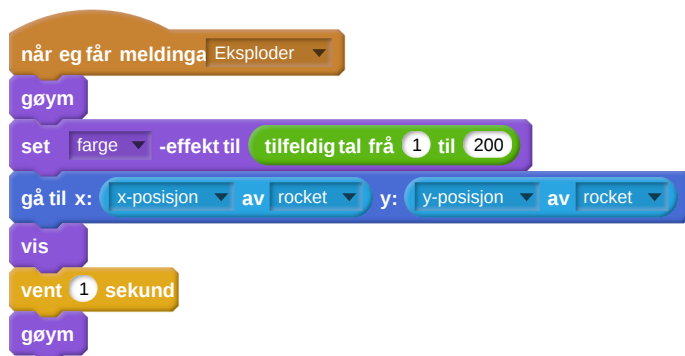 når eg får meldinga Eksploder
gøym
set farge -effekt til tilfeldig tal frå 1 til 200
gå til x: x-posisjon av rocket y: y-posisjon av rocket
vis
vent 1 sekund
gøym